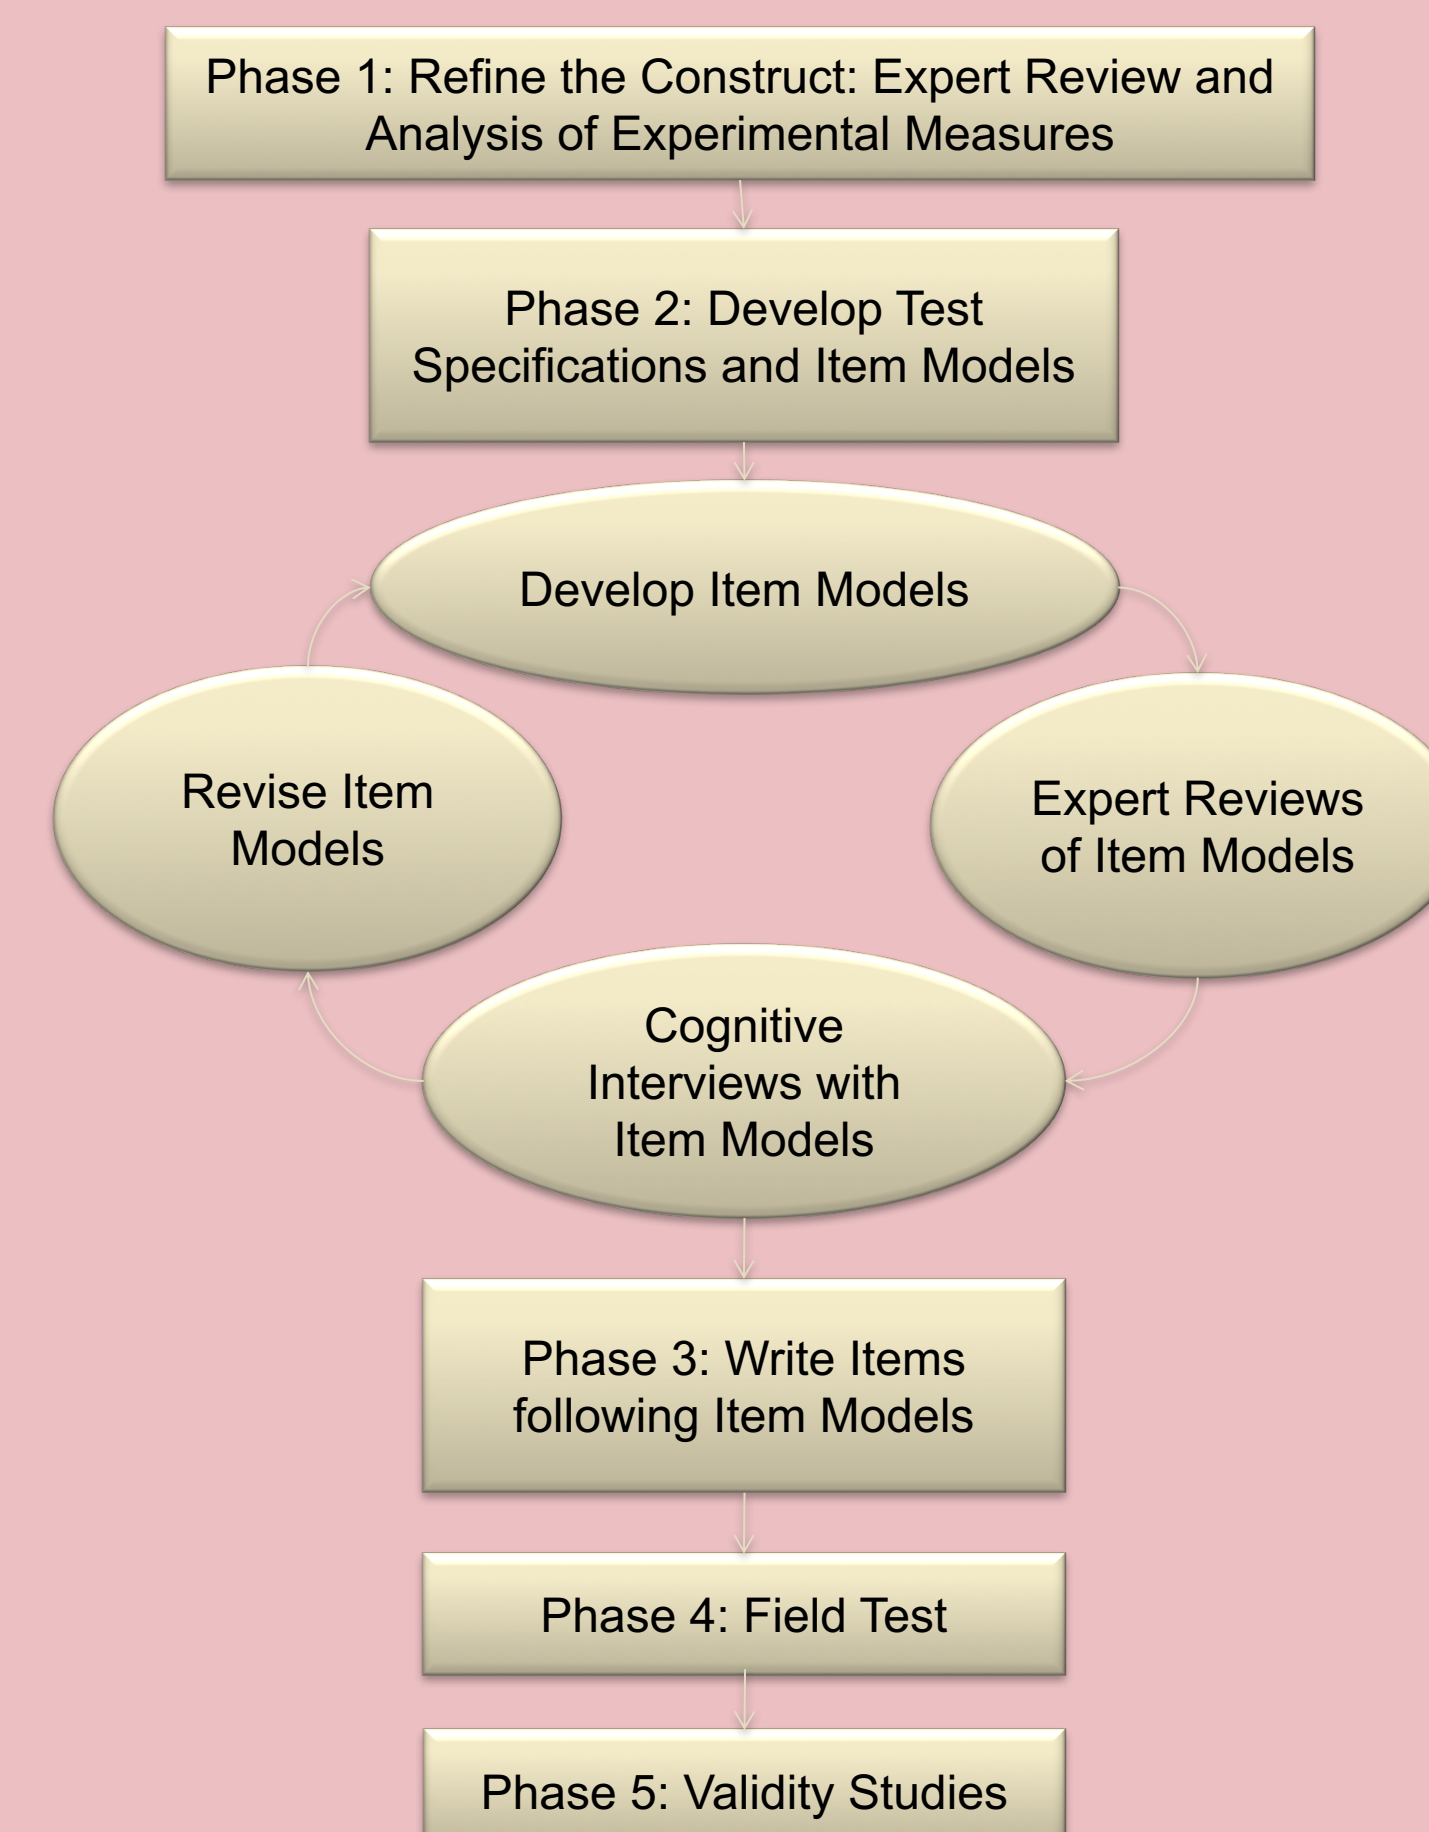 Phase 1: Refine the Construct: Expert Review and
Analysis of Experimental Measures
Phase 2: Develop Test
Specifications and Item Models
Develop Item Models
Revise Item
Models
Expert Reviews
of Item Models
Cognitive
Interviews with
Item Models
Phase 3: Write Items
following Item Models
Phase 4: Field Test
Phase 5: Validity Studies